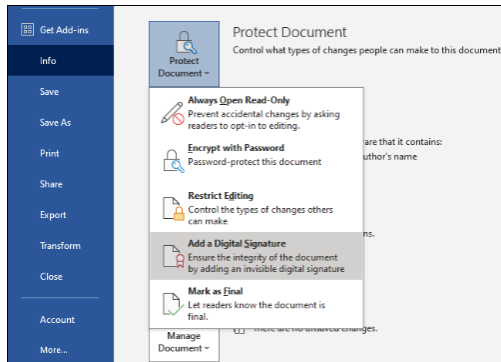 Get Add-ins
Info
Save
Save As
Print
Share
Export
Transform
Close
Account
More...
Protect Document
Control what types of changes people can make to this document
Protect
Document
Always Open Read-Only
Prevent accidental changes by asking
readers to opt-in to editing.
Encrypt with Password
Password-protect this document
Restrict Editing
Control the types of changes others
can make
Add a Digital Signature
Ensure the integrity of the document
by adding an invisible digital signature
Mark as Final
Let readers know the document is
final.
are that it contains:
uthor's name
ns.
Manage
Document
There are no unsaved changes.